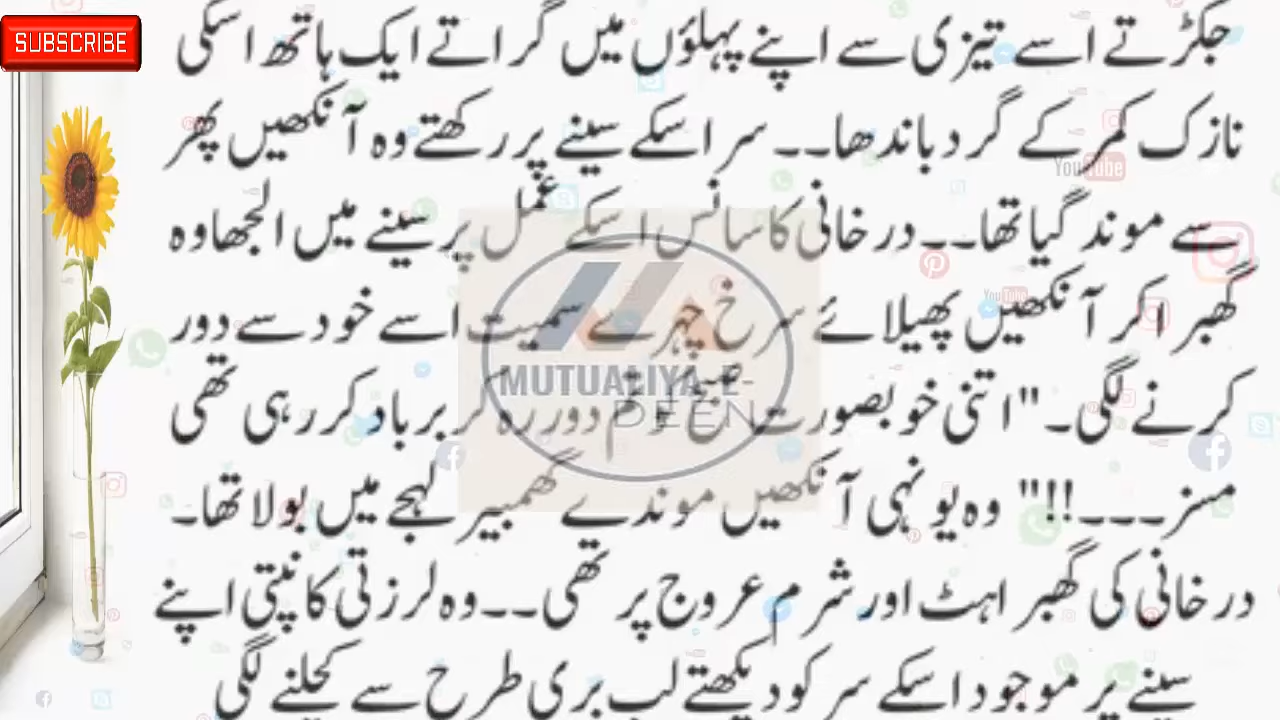 SUBSCRIBE
جکڑتے اسے تیزی سے اپنے پہلوؤں میں گراتے ایک ہاتھ اسکی
نازک کمر کے گرد باندھا۔۔ سر اسکے سینے پر رکھتے وہ آنکھیں پھر
سے موند گیا تھا۔۔درخانی کا سانس اسکے عمل پر سینے میں الجھا وہ
گھبرا کر آنکھیں پھیلائے سرخ چہرے سمیت اسے خود سے دور
کرنے لگی۔"اتنی خوبصورت صبح کو تم دور رہ کر برباد کر رہی تھی
مسز۔۔۔!!" وہ یونہی آنکھیں موندے گھمبیر لہجے میں بولا تھا۔
درخانی کی گھبراہٹ اور شرم عروج پر تھی۔۔وہ لرزتی کانپتی اپنے
سینے پر موجود اسکے سر کو دیکھتے لب بری طرح سے کچلنے لگی
MUTUALIYA-E-
DEEN
YouTube
YouTube